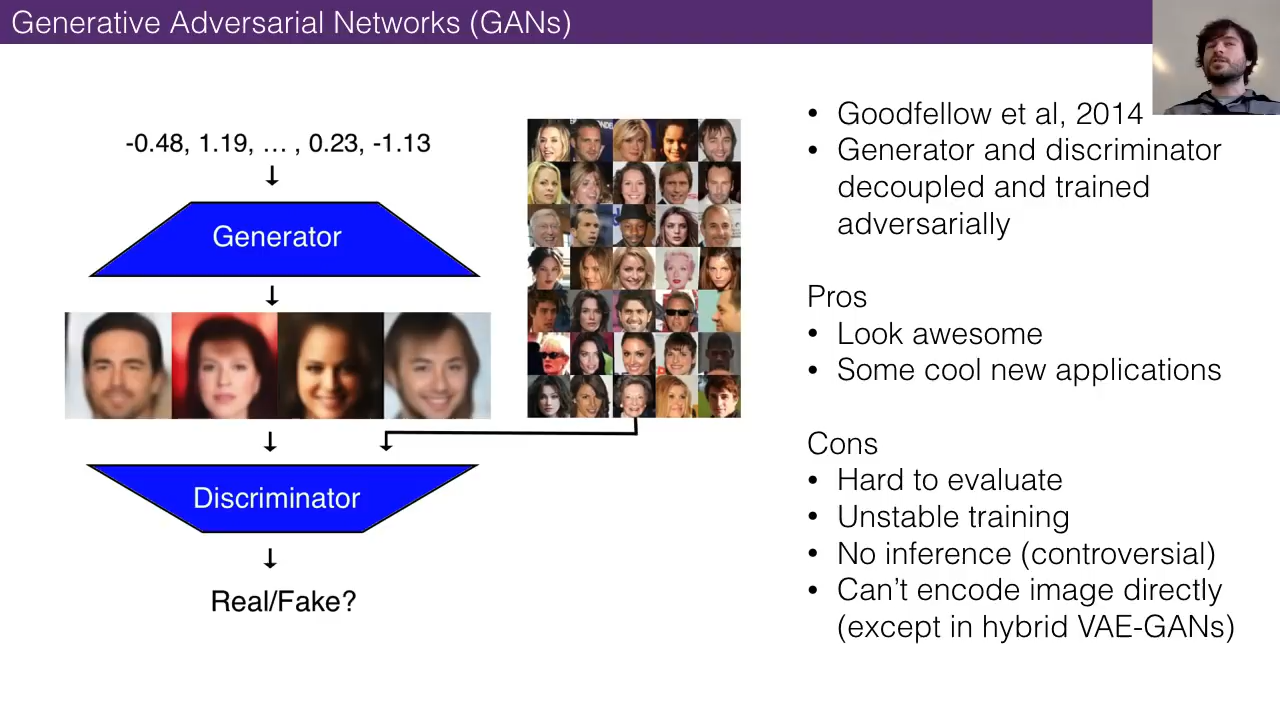 Generative Adversarial Networks (GANs)
-0.48, 1.19, … , 0.23, -1.13
↓
Generator
↓
↓ ↓
Discriminator
↓
Real/Fake?
• Goodfellow et al, 2014
• Generator and discriminator
decoupled and trained
adversarially
Pros
• Look awesome
• Some cool new applications
Cons
• Hard to evaluate
• Unstable training
• No inference (controversial)
• Can’t encode image directly
(except in hybrid VAE-GANs)